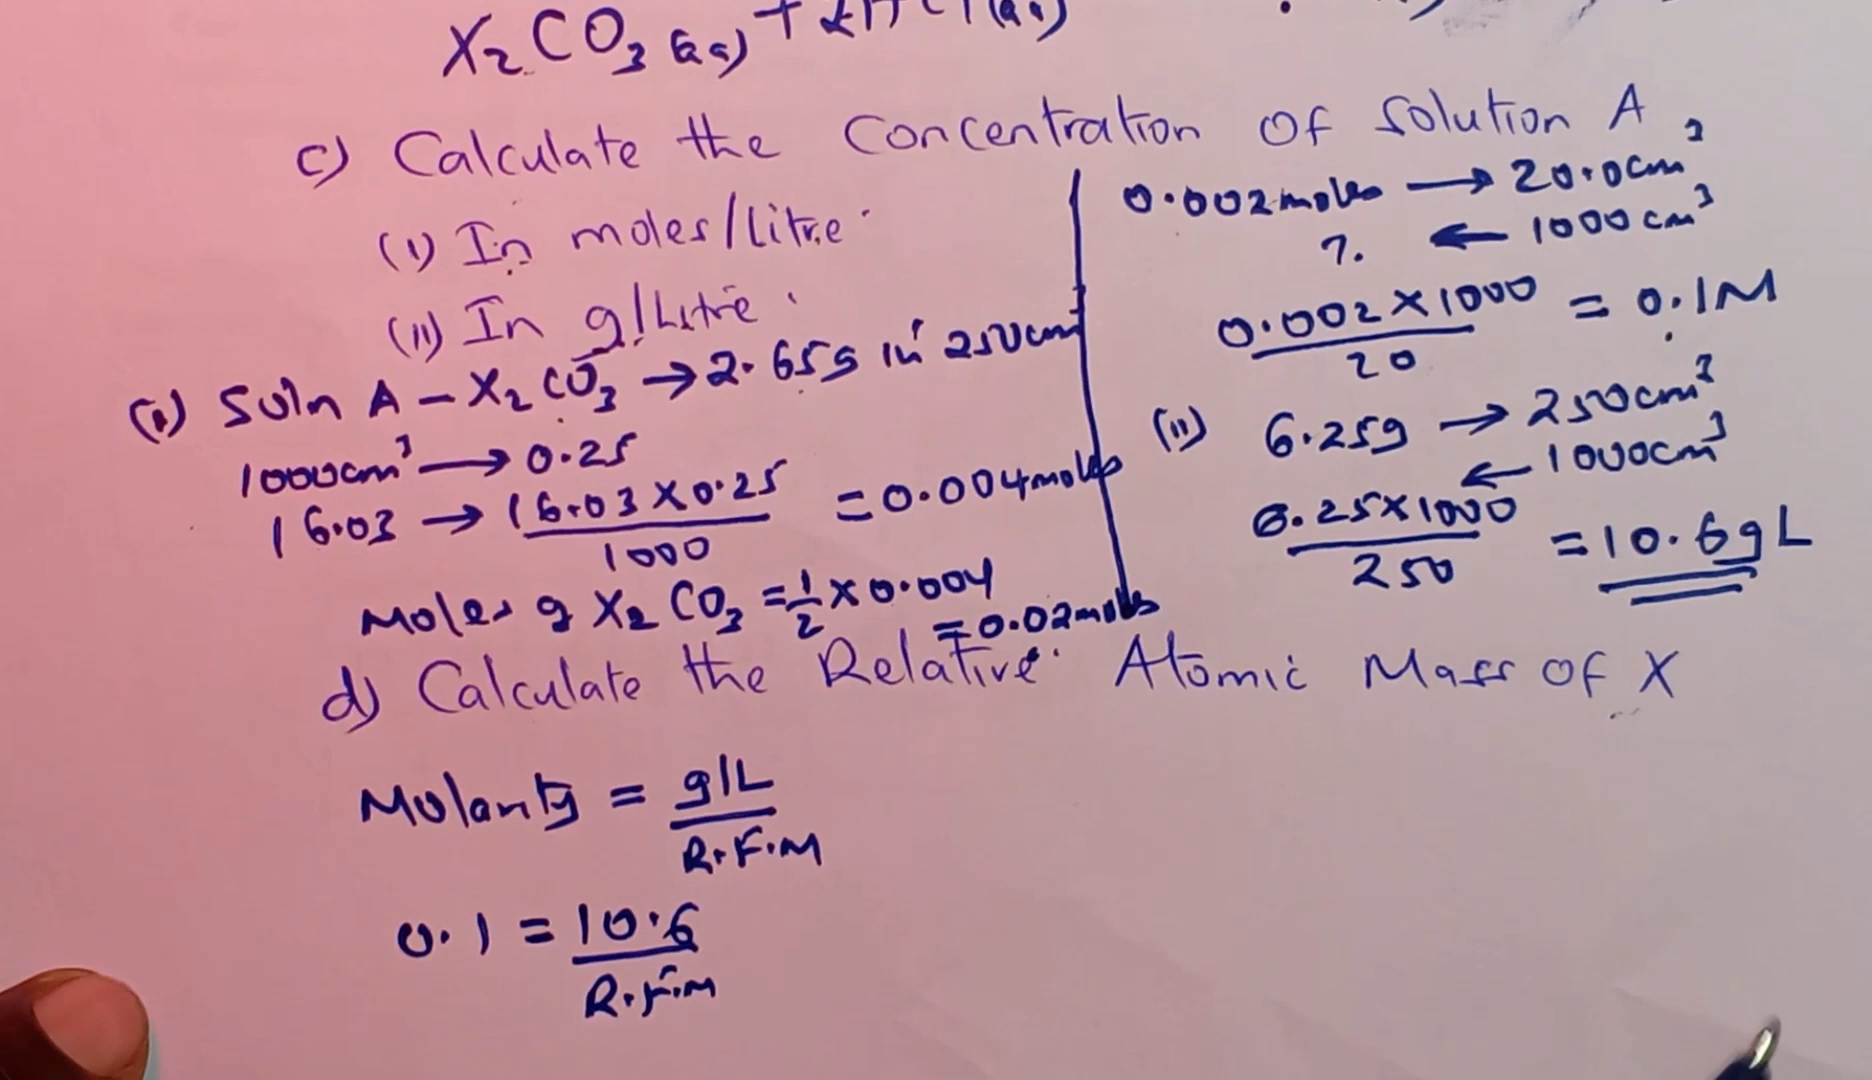 X₂CO₃(aq) +
c) Calculate the Concentration Of Solution A
(i) In moles/Litre.
(ii) In g/Litre.
(i) Soln A – X₂CO₃ → 2.65g in 250cm³
1000cm³ → 0.25
16.03 → 16.03 X 0.25 / 1000 = 0.004moles
Moles of X₂CO₃ = 1/2 X 0.004
= 0.02moles
0.002moles → 20.0cm³
?. ← 1000cm³
0.002 X 1000 / 20 = 0.1M
(ii) 6.25g → 250cm³
← 1000cm³
6.25 X 1000 / 250 = 10.6gL
d) Calculate the Relative Atomic Mass Of X
Molarity = g/L / R.F.M
0.1 = 10.6 / R.F.M